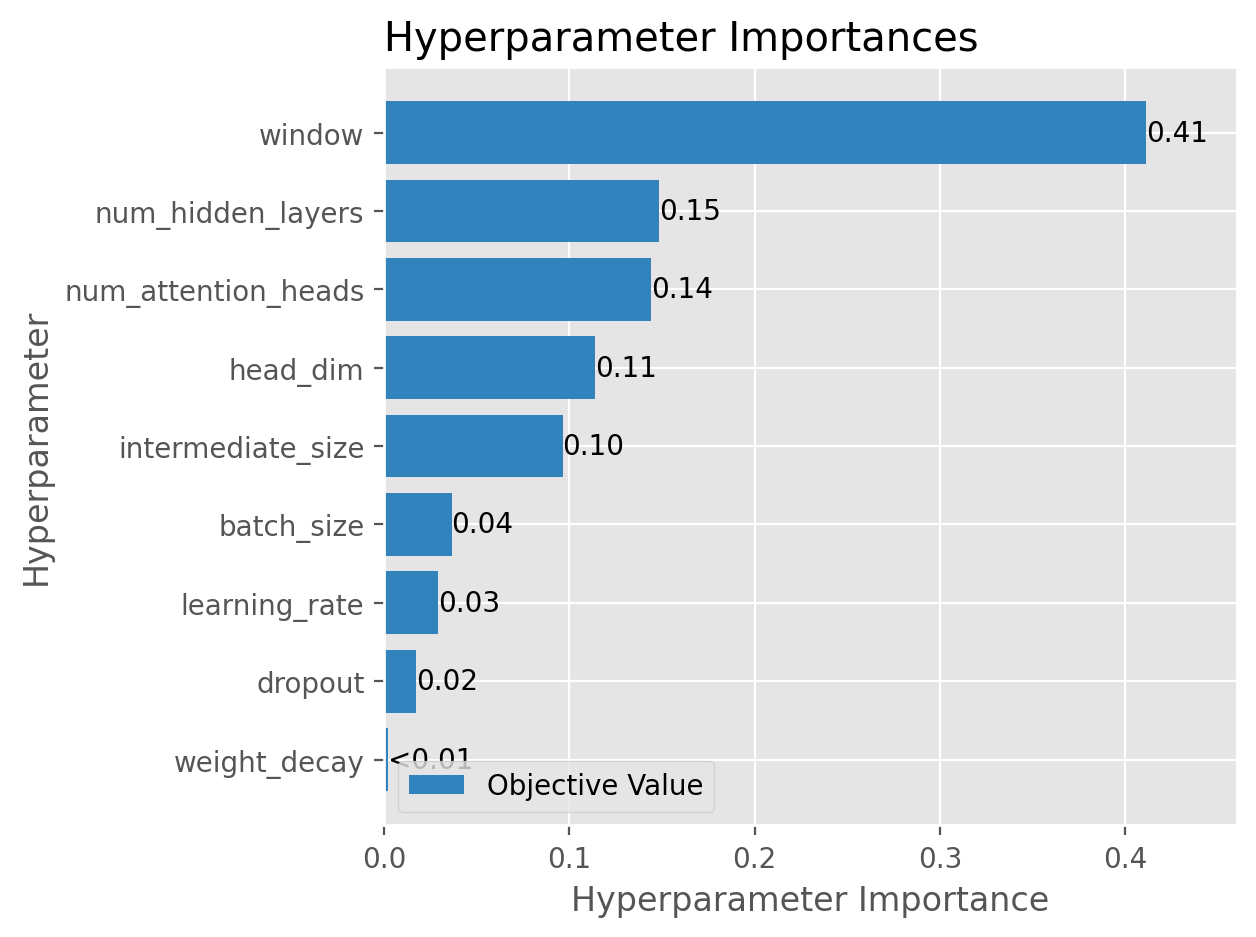 Hyperparameter Importances
Hyperparameter
window
0.41
num_hidden_layers
0.15
num_attention_heads
0.14
head_dim
0.11
intermediate_size
0.10
batch_size
0.04
learning_rate
0.03
dropout
0.02
weight_decay
<0.01
Objective Value
0.0 0.1 0.2 0.3 0.4
Hyperparameter Importance